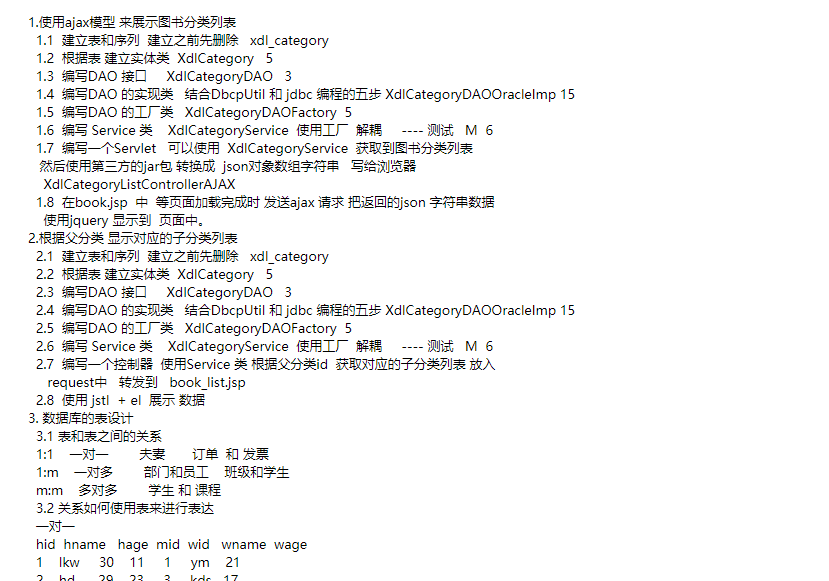 1.使用ajax模型 来展示图书分类列表
1.1 建立表和序列 建立之前先删除 xdl_category
1.2 根据表 建立实体类 XdlCategory 5
1.3 编写DAO 接口 XdlCategoryDAO 3
1.4 编写DAO 的实现类 结合DbcpUtil 和 jdbc 编程的五步 XdlCategoryDAOOracleImp 15
1.5 编写DAO 的工厂类 XdlCategoryDAOFactory 5
1.6 编写 Service 类 XdlCategoryService 使用工厂 解耦 ---- 测试 M 6
1.7 编写一个Servlet 可以使用 XdlCategoryService 获取到图书分类列表
然后使用第三方的jar包 转换成 json对象数组字符串 写给浏览器
XdlCategoryListControllerAJAX
1.8 在book.jsp 中 等页面加载完成时 发送ajax 请求 把返回的json 字符串数据
使用jquery 显示到 页面中。
2.根据父分类 显示对应的子分类列表
2.1 建立表和序列 建立之前先删除 xdl_category
2.2 根据表 建立实体类 XdlCategory 5
2.3 编写DAO 接口 XdlCategoryDAO 3
2.4 编写DAO 的实现类 结合DbcpUtil 和 jdbc 编程的五步 XdlCategoryDAOOracleImp 15
2.5 编写DAO 的工厂类 XdlCategoryDAOFactory 5
2.6 编写 Service 类 XdlCategoryService 使用工厂 解耦 ---- 测试 M 6
2.7 编写一个控制器 使用Service 类 根据父分类id 获取对应的子分类列表 放入
request中 转发到 book_list.jsp
2.8 使用 jstl + el 展示 数据
3. 数据库的表设计
3.1 表和表之间的关系
1:1 一对一 夫妻 订单 和 发票
1:m 一对多 部门和员工 班级和学生
m:m 多对多 学生 和 课程
3.2 关系如何使用表来进行表达
一对一
hid hname hage mid wid wname wage
1 lkw 30 11 1 ym 21
2 hd 29 23 3 kds 17